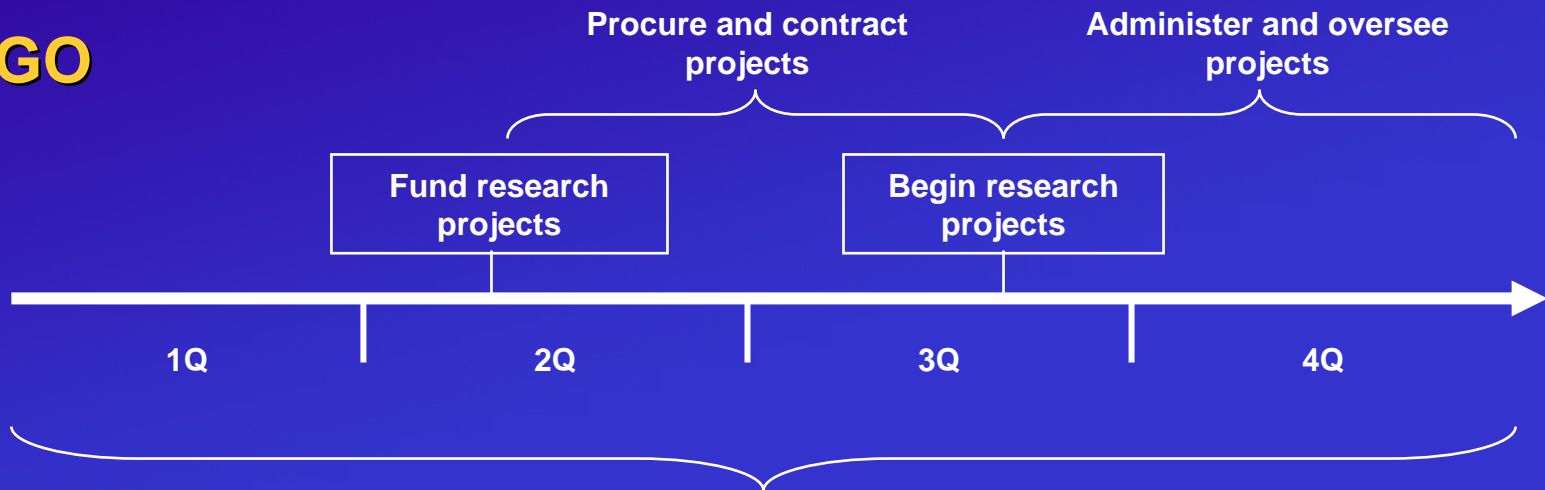 GO
Procure and contract
projects
Administer and oversee
projects
Fund research
projects
Begin research
projects
1Q
2Q
3Q
4Q